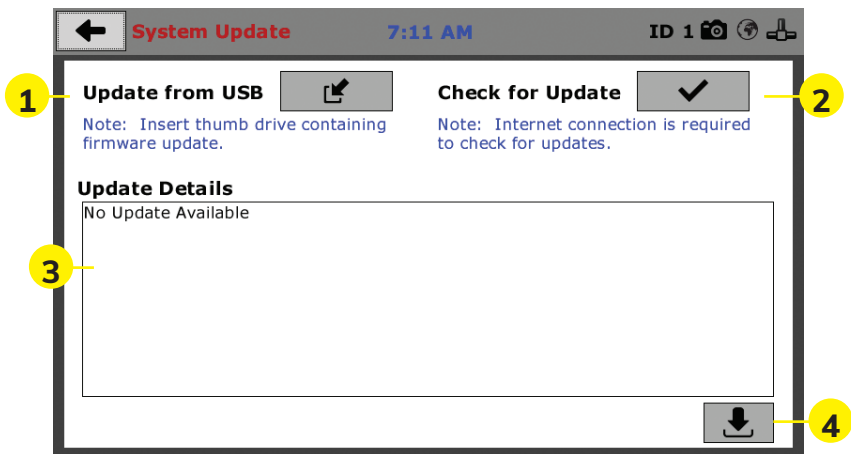 System Update 7:11 AM ID 1
1 Update from USB Check for Update 2
Note: Insert thumb drive containing Note: Internet connection is required
firmware update. to check for updates.
Update Details
No Update Available
3
4